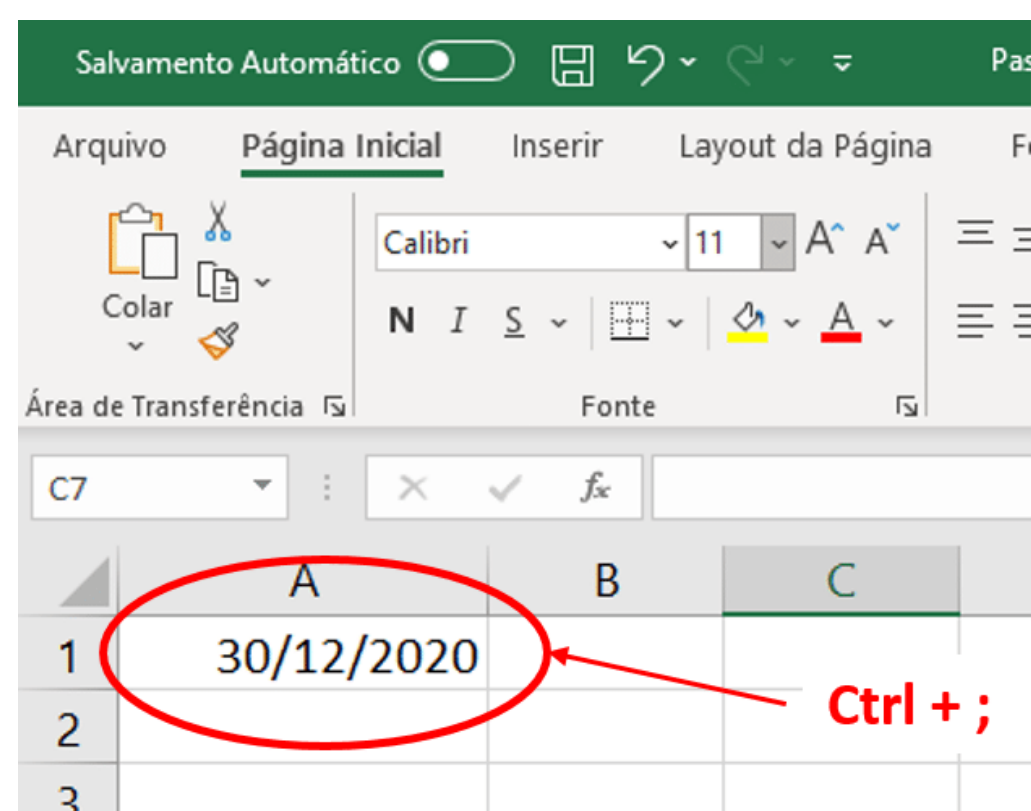 Salvamento Automático
Arquivo Página Inicial Inserir Layout da Página
Calibri 11 A A
Colar
N I S A
Área de Transferência Fonte
C7 fx
A B C
1 30/12/2020
Ctrl + ;
2
3